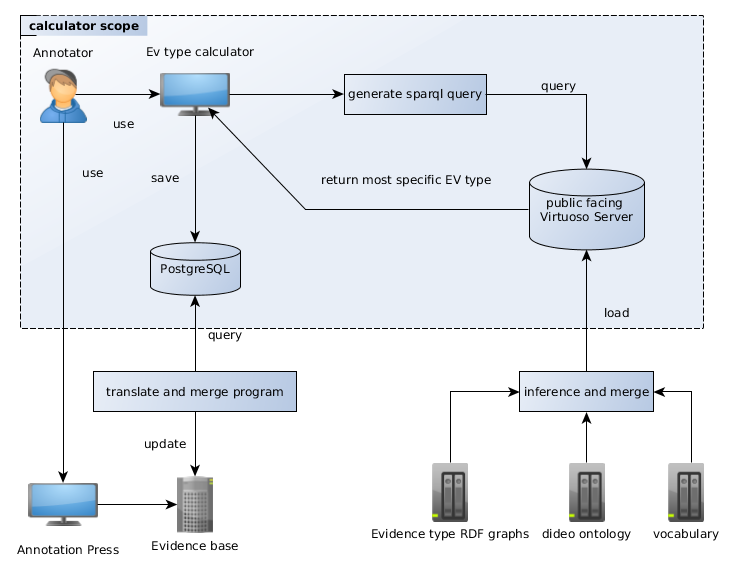 calculator scope
Annotator
Ev type calculator
generate sparql query
query
use
use
save
return most specific EV type
public facing
Virtuoso Server
PostgreSQL
load
query
translate and merge program
inference and merge
update
Annotation Press
Evidence base
Evidence type RDF graphs
dideo ontology
vocabulary